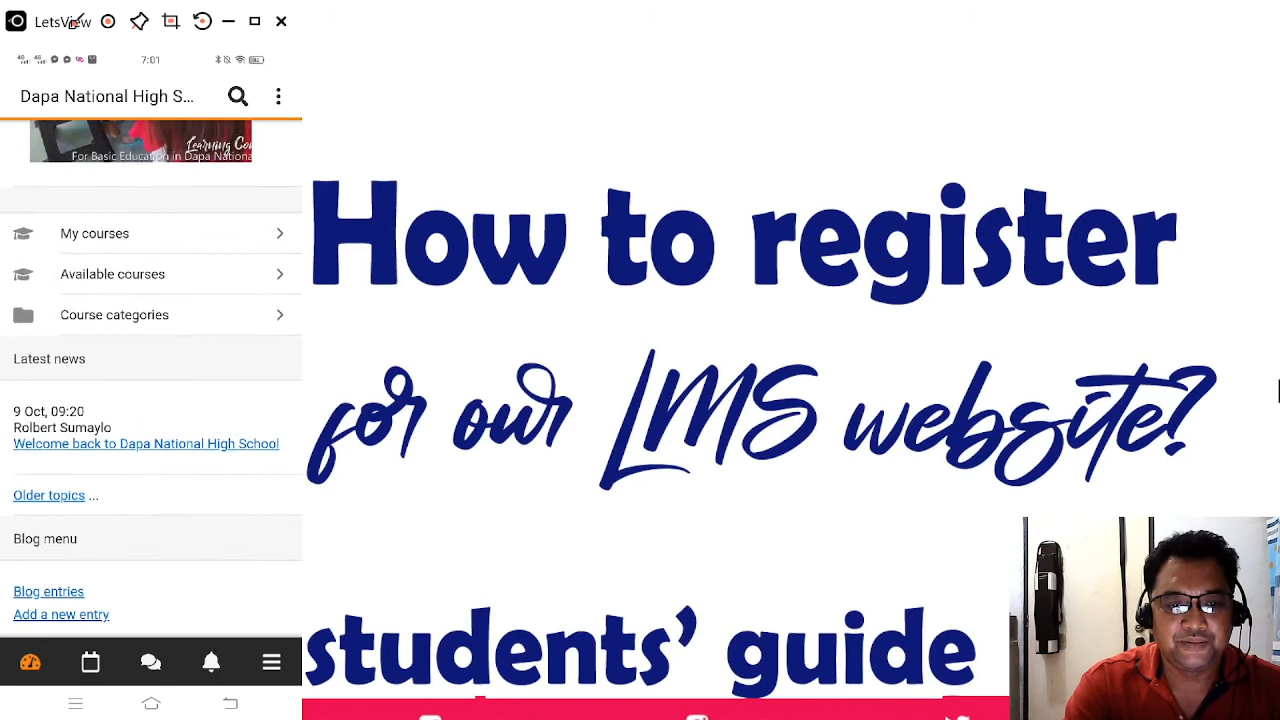 LetsView
7:01
Dapa National High S...
Learning Co
For Basic Education in Dapa Nationa
My courses
Available courses
Course categories
Latest news
9 Oct, 09:20
Rolbert Sumaylo
Welcome back to Dapa National High School
Older topics ...
Blog menu
Blog entries
Add a new entry
How to register
for our LMS website?
students' guide